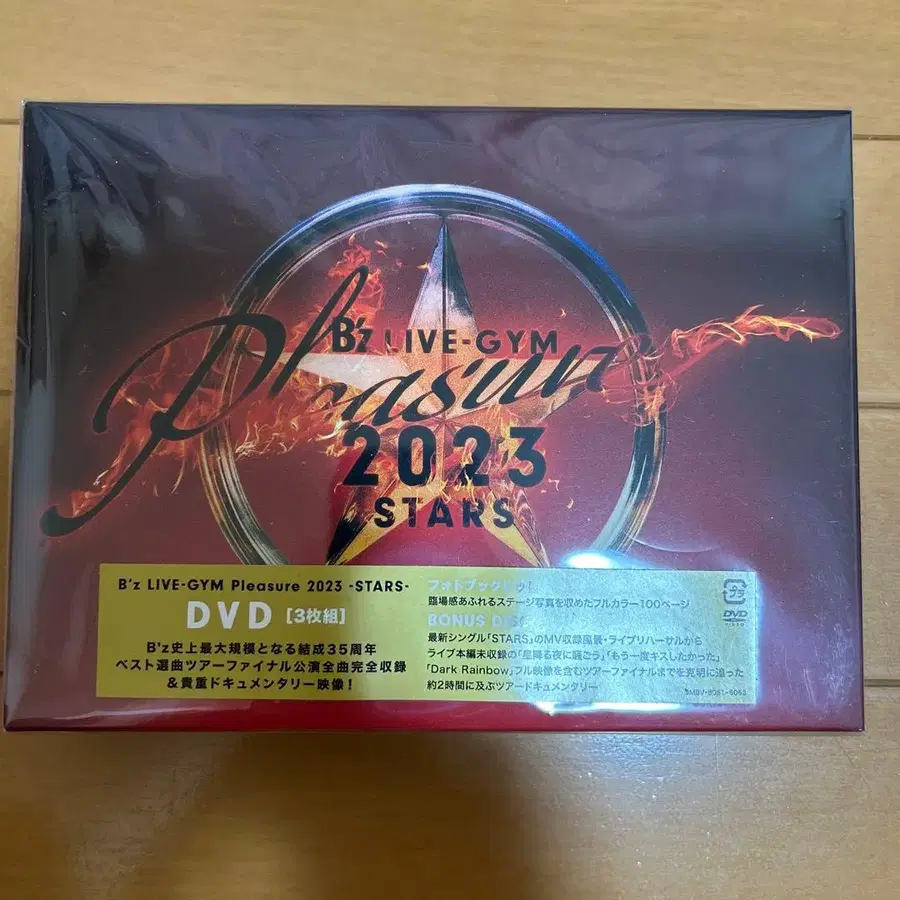 B'z LIVE-GYM
Pleasure
2023
STARS
B'z LIVE-GYM Pleasure 2023 -STARS-
DVD [3枚組]
B'z史上最大規模となる結成35周年
ベスト選曲ツアーファイナル公演全曲完全収録
&貴重ドキュメンタリー映像!
フォトブック
臨場感あふれるステージ写真を収めたフルカラー100ページ
BONUS DISC
最新シングル「STARS」のMV収録風景・ライブリハーサルから
ライブ本編未収録の「星降る夜に騒ごう」「もう一度キスしたかった」
「Dark Rainbow」フル映像を含むツアーファイナルまでを克明に追った
約2時間に及ぶツアードキュメンタリー
プラ
DVD
VIDEO
BMBV-5061~5063